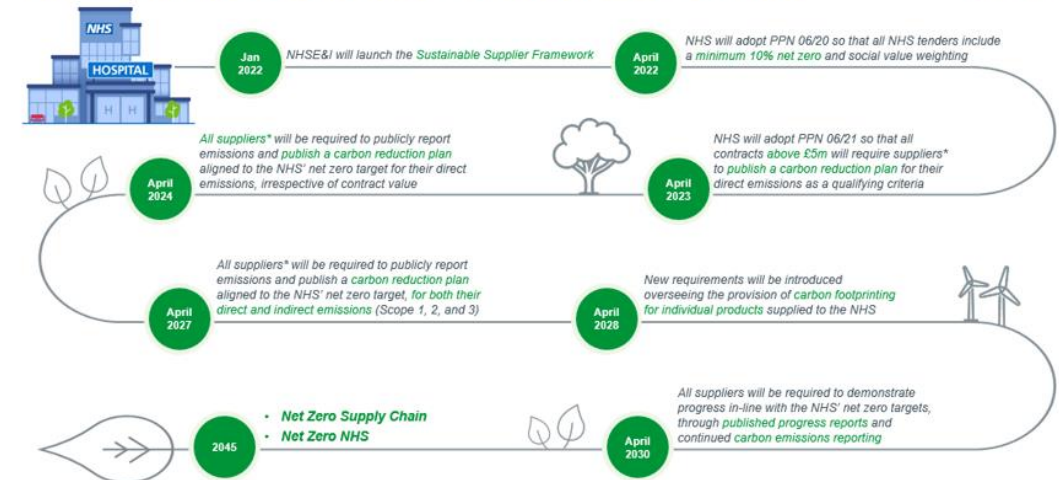 NHS
HOSPITAL
H H
Jan
2022
NHSE&I will launch the Sustainable Supplier Framework
April
2022
NHS will adopt PPN 06/20 so that all NHS tenders include
a minimum 10% net zero and social value weighting
April
2023
NHS will adopt PPN 06/21 so that all
contracts above £5m will require suppliers*
to publish a carbon reduction plan for their
direct emissions as a qualifying criteria
April
2024
All suppliers* will be required to publicly report
emissions and publish a carbon reduction plan
aligned to the NHS' net zero target for their direct
emissions, irrespective of contract value
April
2027
All suppliers* will be required to publicly report
emissions and publish a carbon reduction plan
aligned to the NHS' net zero target, for both their
direct and indirect emissions (Scope 1, 2, and 3)
April
2028
New requirements will be introduced
overseeing the provision of carbon footprinting
for individual products supplied to the NHS
April
2030
All suppliers will be required to demonstrate
progress in-line with the NHS' net zero targets,
through published progress reports and
continued carbon emissions reporting
2045
• Net Zero Supply Chain
• Net Zero NHS